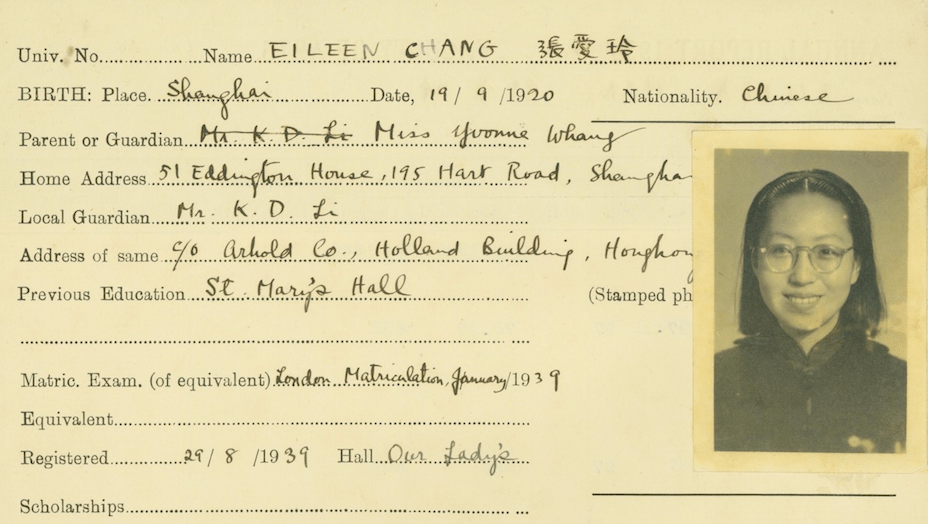 Univ. No. Name EILEEN CHANG 張愛玲
BIRTH: Place. Shanghai Date, 19/ 9 /1920 Nationality. Chinese
Parent or Guardian Mr. K. D. Li Miss Yvonne Whang
Home Address 51 Eddington House, 195 Hart Road, Shangha
Local Guardian Mr. K. D. Li
Address of same c/o Arhold Co., Holland Building, Hongkong
Previous Education St. Mary's Hall
(Stamped ph
Matric. Exam. (of equivalent) London Matriculation, January/1939
Equivalent
Registered 29/ 8 /1939 Hall Our Lady's
Scholarships